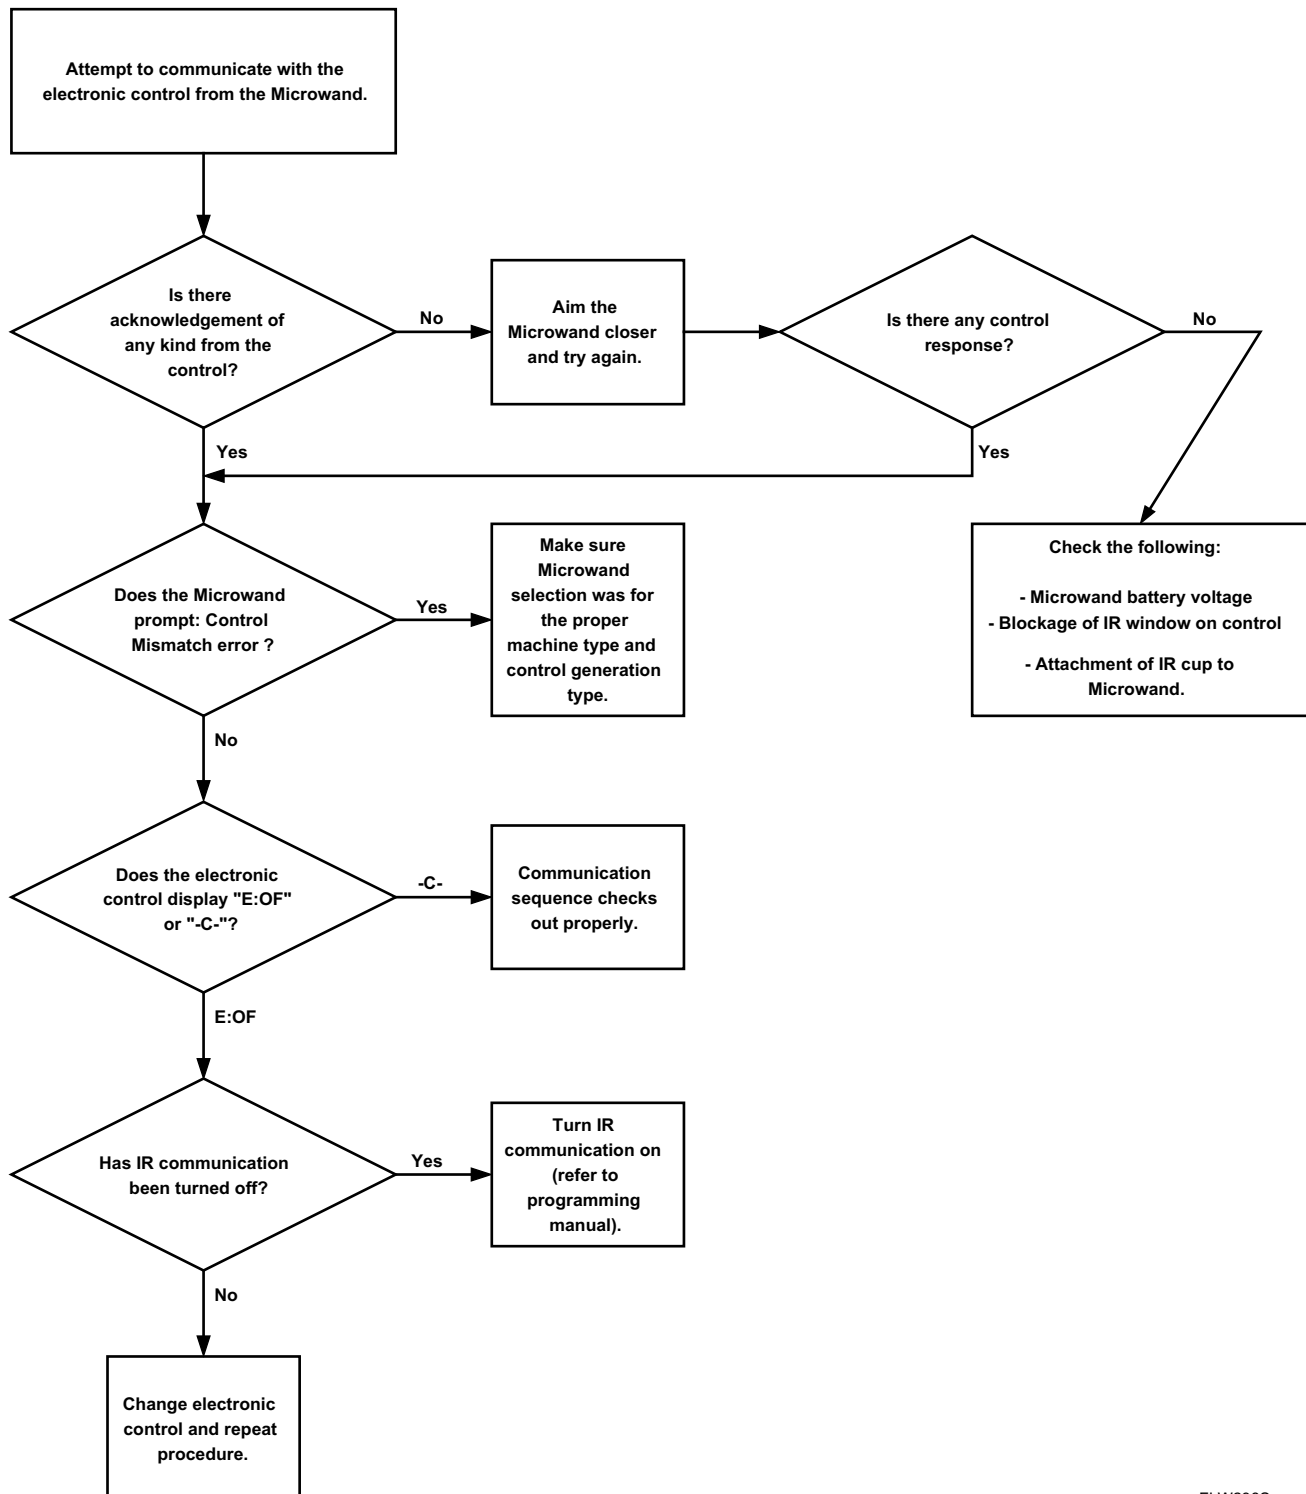 Attempt to communicate with the
electronic control from the Microwand.
Is there
acknowledgement of
any kind from the
control?
No
Aim the
Microwand closer
and try again.
Is there any control
response?
No
Yes
Yes
Does the Microwand
prompt: Control
Mismatch error ?
Yes
Make sure
Microwand
selection was for
the proper
machine type and
control generation
type.
Check the following:
- Microwand battery voltage
- Blockage of IR window on control
- Attachment of IR cup to
Microwand.
No
Does the electronic
control display "E:OF"
or "-C-"?
-C-
Communication
sequence checks
out properly.
E:OF
Has IR communication
been turned off?
Yes
Turn IR
communication on
(refer to
programming
manual).
No
Change electronic
control and repeat
procedure.